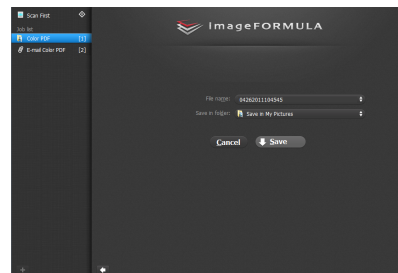 Scan First
Job list
Color PDF [1]
E-mail Color PDF [2]
ImageFORMULA
File name: 04262011104545
Save in folder: Save in My Pictures
Cancel Save